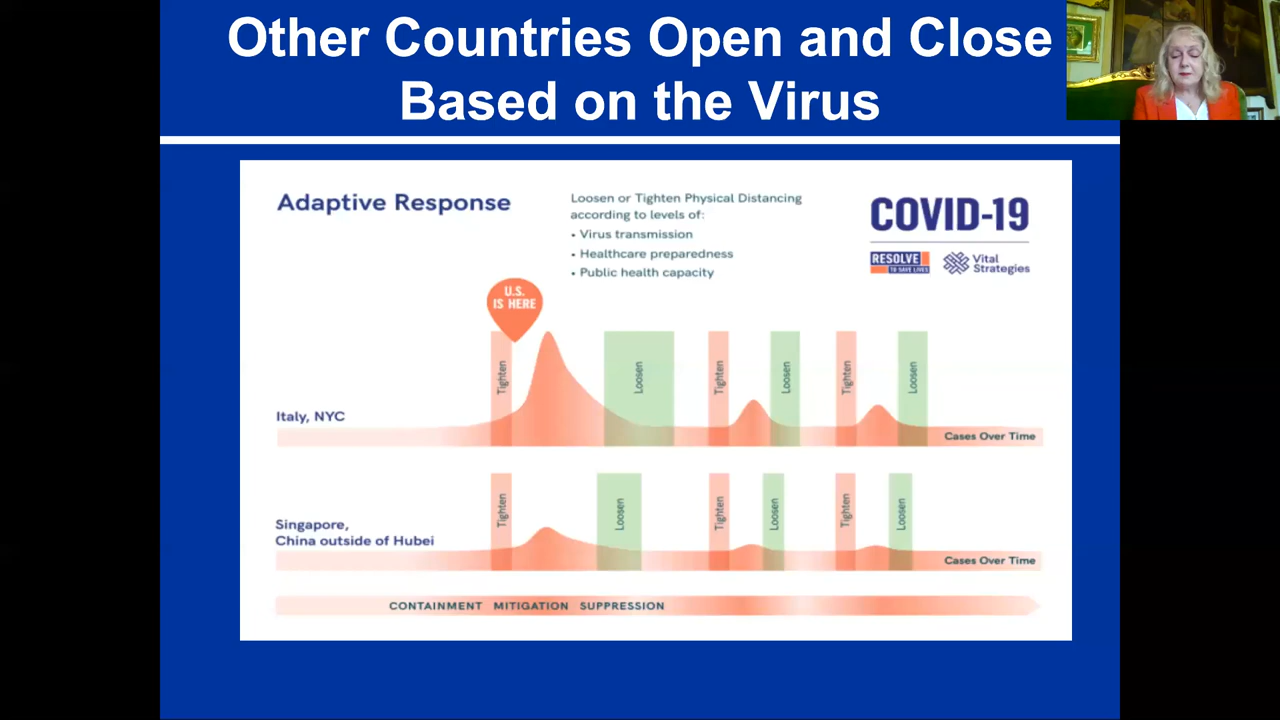 Other Countries Open and Close
Based on the Virus
Adaptive Response
Loosen or Tighten Physical Distancing
according to levels of:
• Virus transmission
• Healthcare preparedness
• Public health capacity
COVID-19
RESOLVE
TO SAVE LIVES
Vital
Strategies
U.S.
IS HERE
Tighten
Loosen
Tighten
Loosen
Tighten
Loosen
Italy, NYC
Cases Over Time
Tighten
Loosen
Tighten
Loosen
Tighten
Loosen
Singapore,
China outside of Hubei
Cases Over Time
CONTAINMENT MITIGATION SUPPRESSION